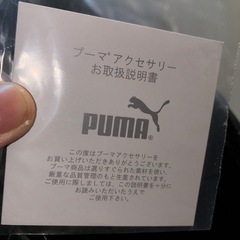 プーマ®アクセサリー
お取扱説明書
PUMA®
この度はプーマアクセサリーを
お買い上げいただきありがとうございます。
プーマ商品は選りすぐられた素材を使い、
厳重な品質管理のもと生産されています。
ご使用に際しましては、この説明書を十分に
お読みいただいたうえで
ご使用下さい。